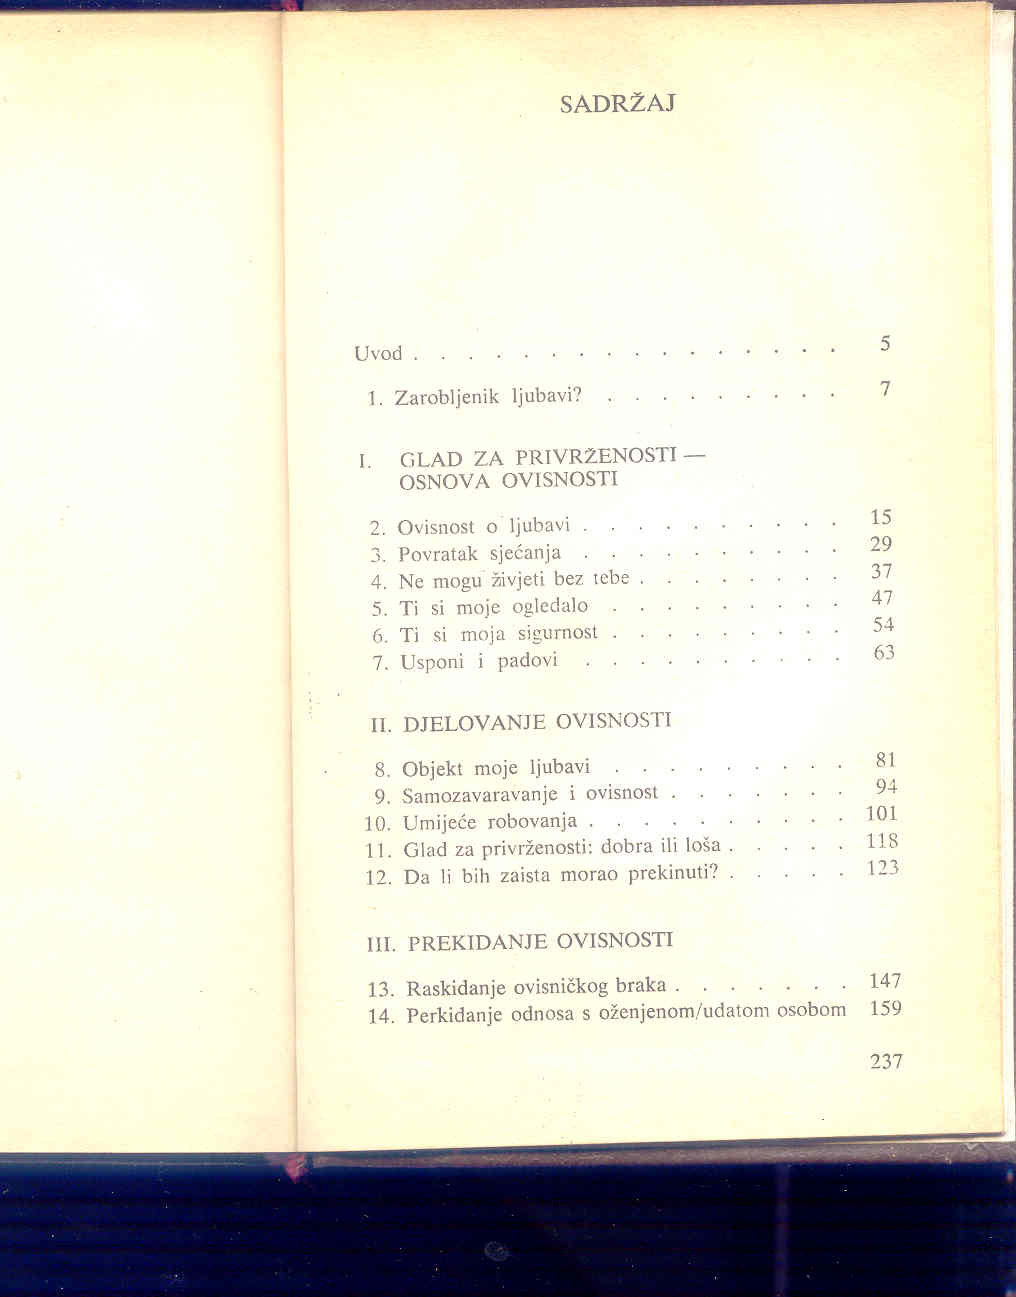 SADRŽAJ
Uvod . . . . . . . . . . . . . . . . 5
1. Zarobljenik ljubavi? . . . . . . . . . 7
I. GLAD ZA PRIVRŽENOSTI —
OSNOVA OVISNOSTI
2. Ovisnost o ljubavi . . . . . . . . . . 15
3. Povratak sjećanja . . . . . . . . . . 29
4. Ne mogu živjeti bez tebe . . . . . . . . 37
5. Ti si moje ogledalo . . . . . . . . . 47
6. Ti si moja sigurnost . . . . . . . . . 54
7. Usponi i padovi . . . . . . . . . . 63
II. DJELOVANJE OVISNOSTI
8. Objekt moje ljubavi . . . . . . . . . 81
9. Samozavaravanje i ovisnost . . . . . . . 94
10. Umijeće robovanja . . . . . . . . . . 101
11. Glad za privrženosti: dobra ili loša . . . . . 118
12. Da li bih zaista morao prekinuti? . . . . . 123
III. PREKIDANJE OVISNOSTI
13. Raskidanje ovisničkog braka . . . . . . . 147
14. Perkidanje odnosa s oženjenom/udatom osobom 159
237